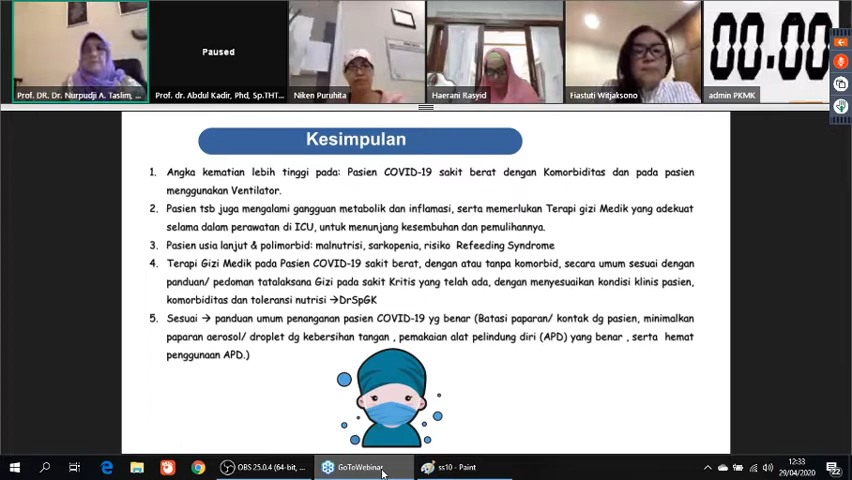 Paused
Prof. DR. Dr. Nurpudji A. Taslim, ...
Prof. dr. Abdul Kadir, Phd, Sp.THT...
Niken Puruhita
Haerani Rasyid
Fiastuti Witjaksono
admin PKMK
00.00
Kesimpulan
1. Angka kematian lebih tinggi pada: Pasien COVID-19 sakit berat dengan Komorbiditas dan pada pasien
menggunakan Ventilator.
2. Pasien tsb juga mengalami gangguan metabolik dan inflamasi, serta memerlukan Terapi gizi Medik yang adekuat
selama dalam perawatan di ICU, untuk menunjang kesembuhan dan pemulihannya.
3. Pasien usia lanjut & polimorbid: malnutrisi, sarkopenia, risiko Refeeding Syndrome
4. Terapi Gizi Medik pada Pasien COVID-19 sakit berat, dengan atau tanpa komorbid, secara umum sesuai dengan
panduan/ pedoman tatalaksana Gizi pada sakit Kritis yang telah ada, dengan menyesuaikan kondisi klinis pasien,
komorbiditas dan toleransi nutrisi →DrSpGK
5. Sesuai → panduan umum penanganan pasien COVID-19 yg benar (Batasi paparan/ kontak dg pasien, minimalkan
paparan aerosol/ droplet dg kebersihan tangan , pemakaian alat pelindung diri (APD) yang benar , serta hemat
penggunaan APD.)
OBS 25.0.4 (64-bit, ...
GoToWebinar
ss10 - Paint
12:33
29/04/2020
22